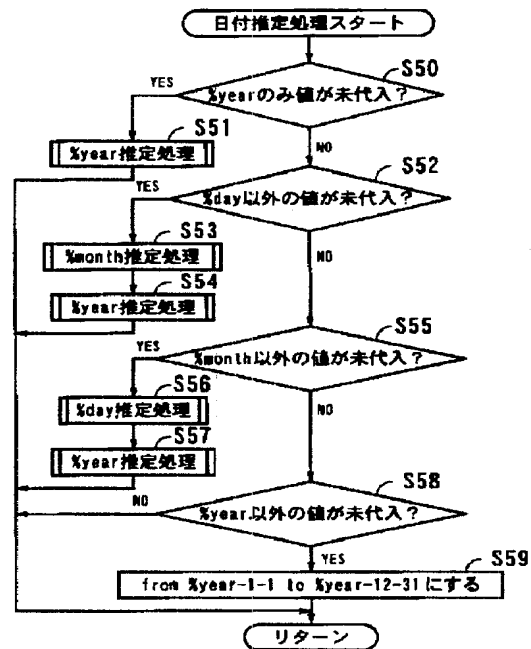 日付推定処理スタート
S50
%yearのみ値が未代入？
YES
NO
S51
%year推定処理
S52
%day以外の値が未代入？
YES
NO
S53
%month推定処理
S54
%year推定処理
S55
%month以外の値が未代入？
YES
NO
S56
%day推定処理
S57
%year推定処理
S58
%year以外の値が未代入？
NO
YES
S59
from %year-1-1 to %year-12-31にする
リターン